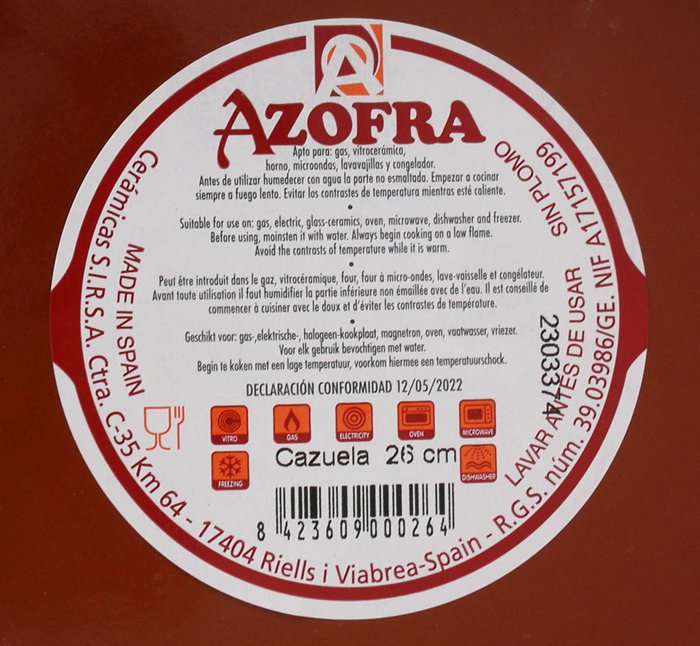 AZOFRA
Apto para: gas, vitrocerámica,
horno, microondas, lavavajillas y congelador.
Antes de utilizar humedecer con agua la parte no esmaltada. Empezar a cocinar
siempre a fuego lento. Evitar los contrastes de temperatura mientras esté caliente.
Suitable for use on: gas, electric, glass-ceramics, oven, microwave, dishwasher and freezer.
Before using, moinsten it with water. Always begin cooking on a low flame.
Avoid the contrasts of temperature while it is warm.
Peut être introduit dans le gaz, vitrocéramique, four, four à micro-ondes, lave-vaisselle et congélateur.
Avant toute utilisation il faut humidifier la partie inférieure non émaillée avec de l'eau. Il est conseillé de
commencer à cuisiner avec le doux et d'éviter les contrastes de température.
Geschikt voor: gas-,elektrische-, halogeen-kookplaat, magnetron, oven, vaatwasser, vriezer.
Voor elk gebruik bevochtigen met water.
Begin te koken met een lage temperatuur, voorkom hiermee een temperatuurschock.
DECLARACIÓN CONFORMIDAD 12/05/2022
VITRO
GAS
ELECTRICITY
OVEN
MICROWAVE
FREEZING
Cazuela 26 cm
DISHWASHER
8 423609 000264
MADE IN SPAIN
SIN PLOMO
LAVAR ANTES DE USAR
2303374
Cerámicas S.I.R.S.A. Ctra. C-35 Km 64 - 17404 Riells i Viabrea-Spain - R.G.S. núm. 39.03986/GE. NIF A17157199